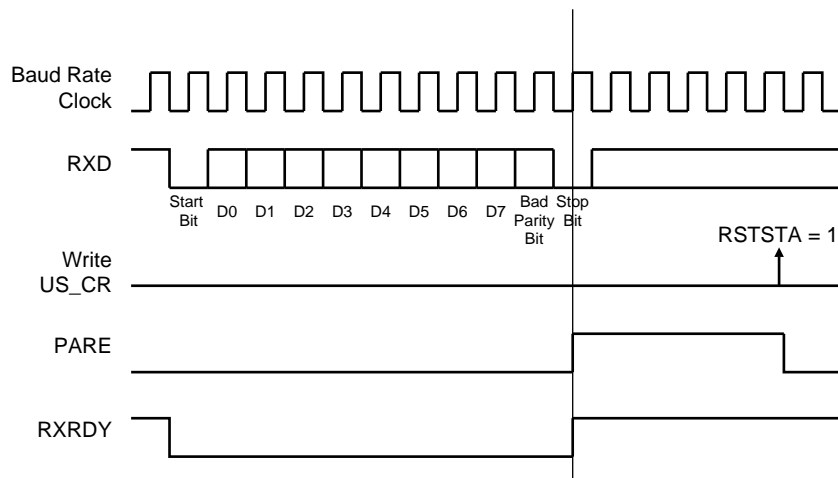 Baud Rate
Clock
RXD
Start
Bit
D0 D1 D2 D3 D4 D5 D6 D7
Bad
Parity
Bit
Stop
Bit
RSTSTA = 1
Write
US_CR
PARE
RXRDY